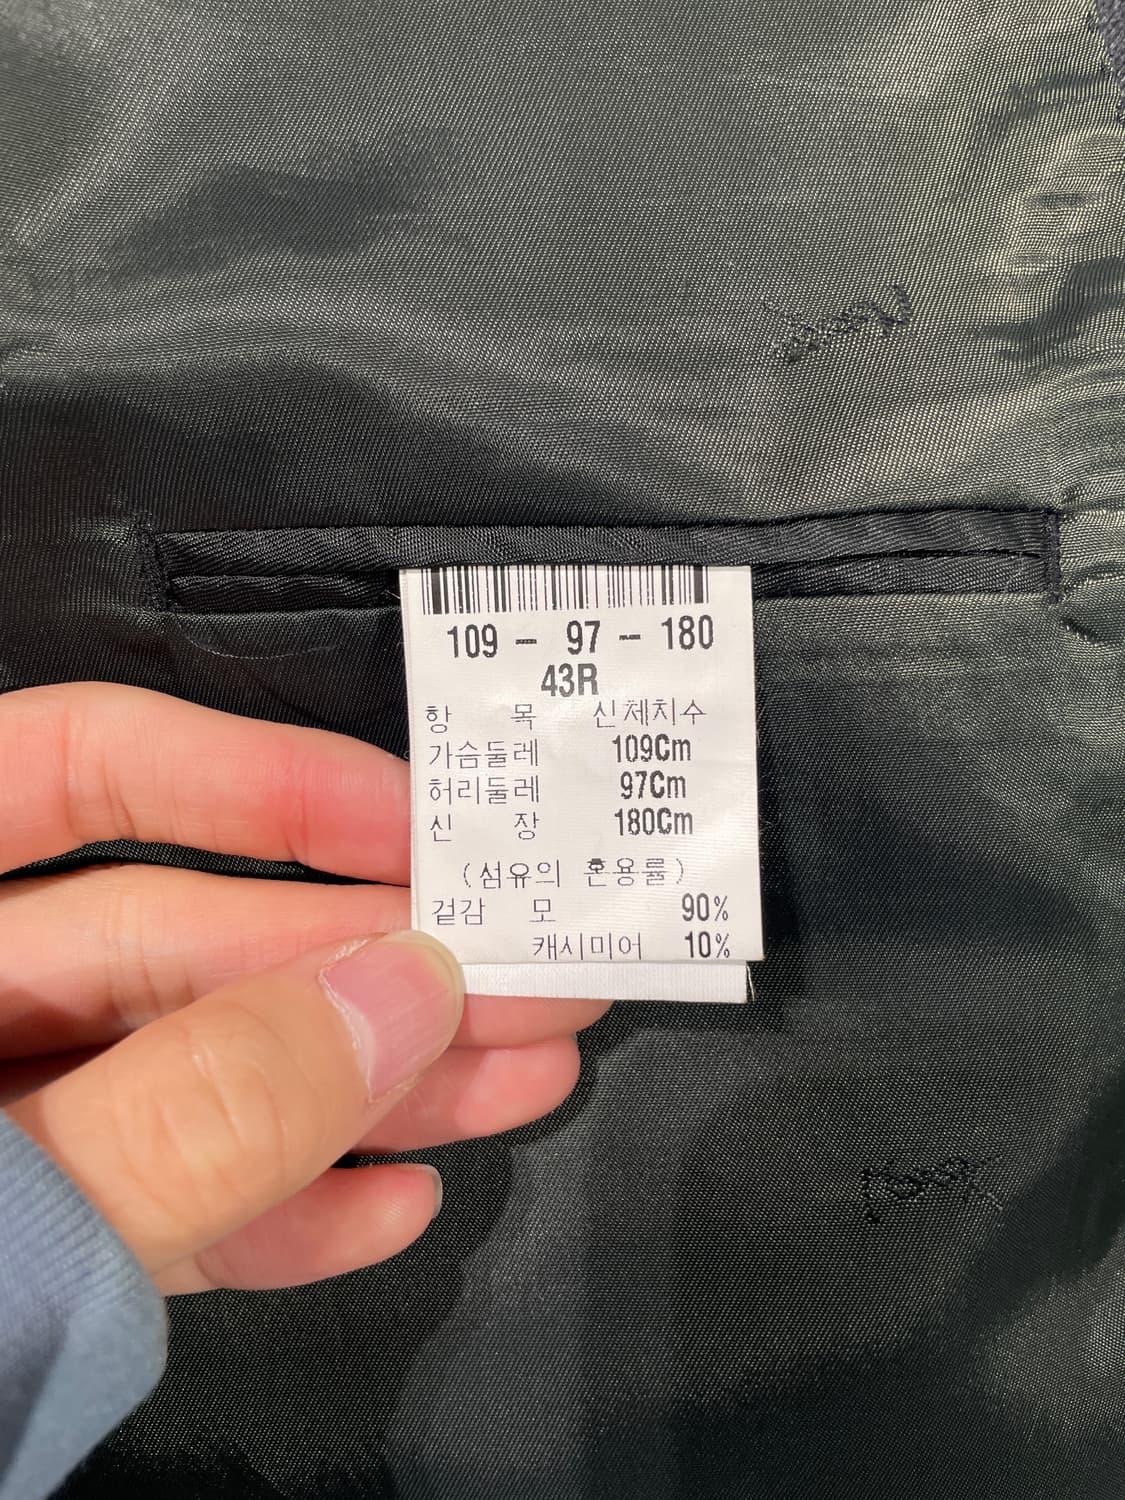 109 - 97 - 180
43R
항 목 신체치수
가슴둘레 109Cm
허리둘레 97Cm
신 장 180Cm
(섬유의 혼용률)
겉감 모 90%
캐시미어 10%